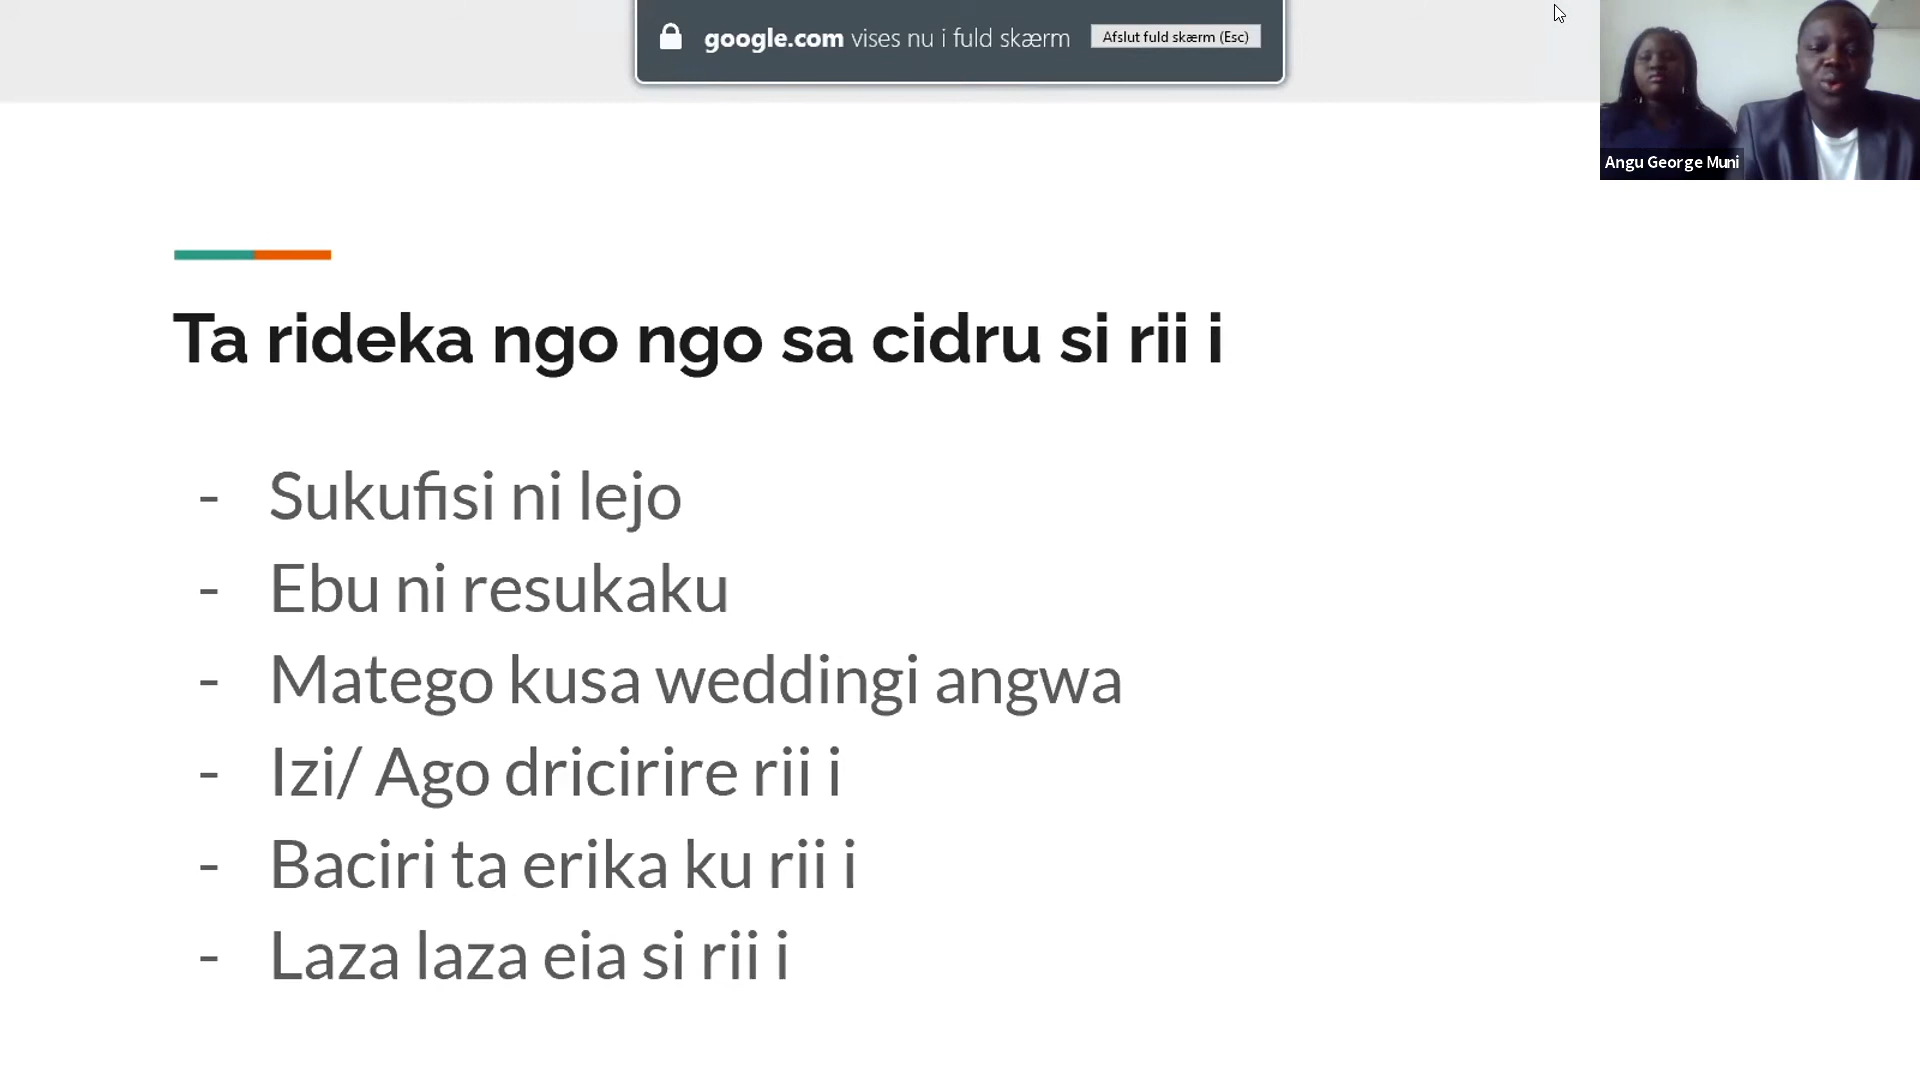 google.com vises nu i fuld skærm Afslut fuld skærm (Esc)
Angu George Muni
Ta rideka ngo ngo sa cidru si rii i
- Sukufisi ni lejo
- Ebu ni resukaku
- Matego kusa weddingi angwa
- Izi/ Ago dricirire rii i
- Baciri ta erika ku rii i
- Laza laza eia si rii i